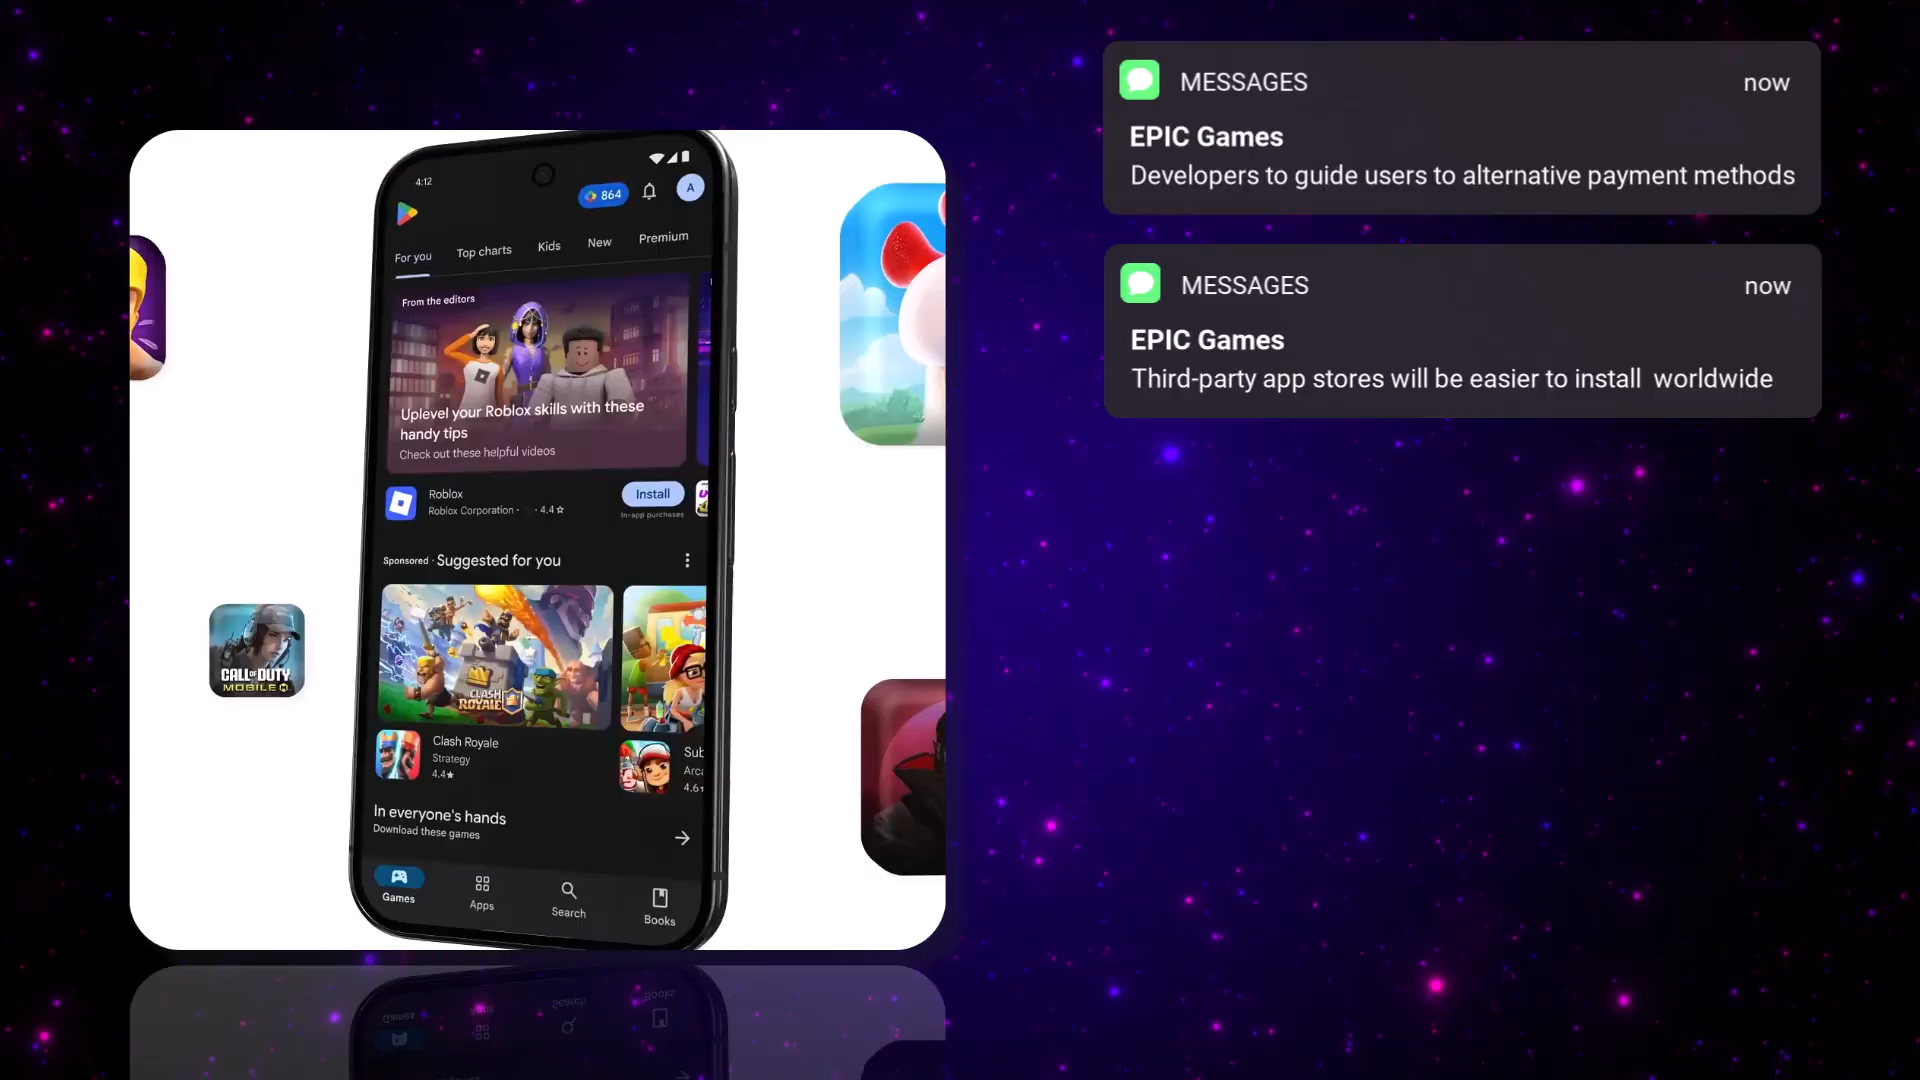 MESSAGES
now
EPIC Games
Developers to guide users to alternative payment methods
MESSAGES
now
EPIC Games
Third-party app stores will be easier to install worldwide
4:12
864
A
For you
Top charts
Kids
New
Premium
From the editors
Uplevel your Roblox skills with these
handy tips
Check out these helpful videos
Roblox
Roblox Corporation · · 4.4☆
Install
In-app purchases
Sponsored · Suggested for you
CLASH
ROYALE
Clash Royale
Strategy
4.4★
Sub
Arca
4.6★
In everyone's hands
Download these games
Games
Apps
Search
Books
CALL OF DUTY
MOBILE